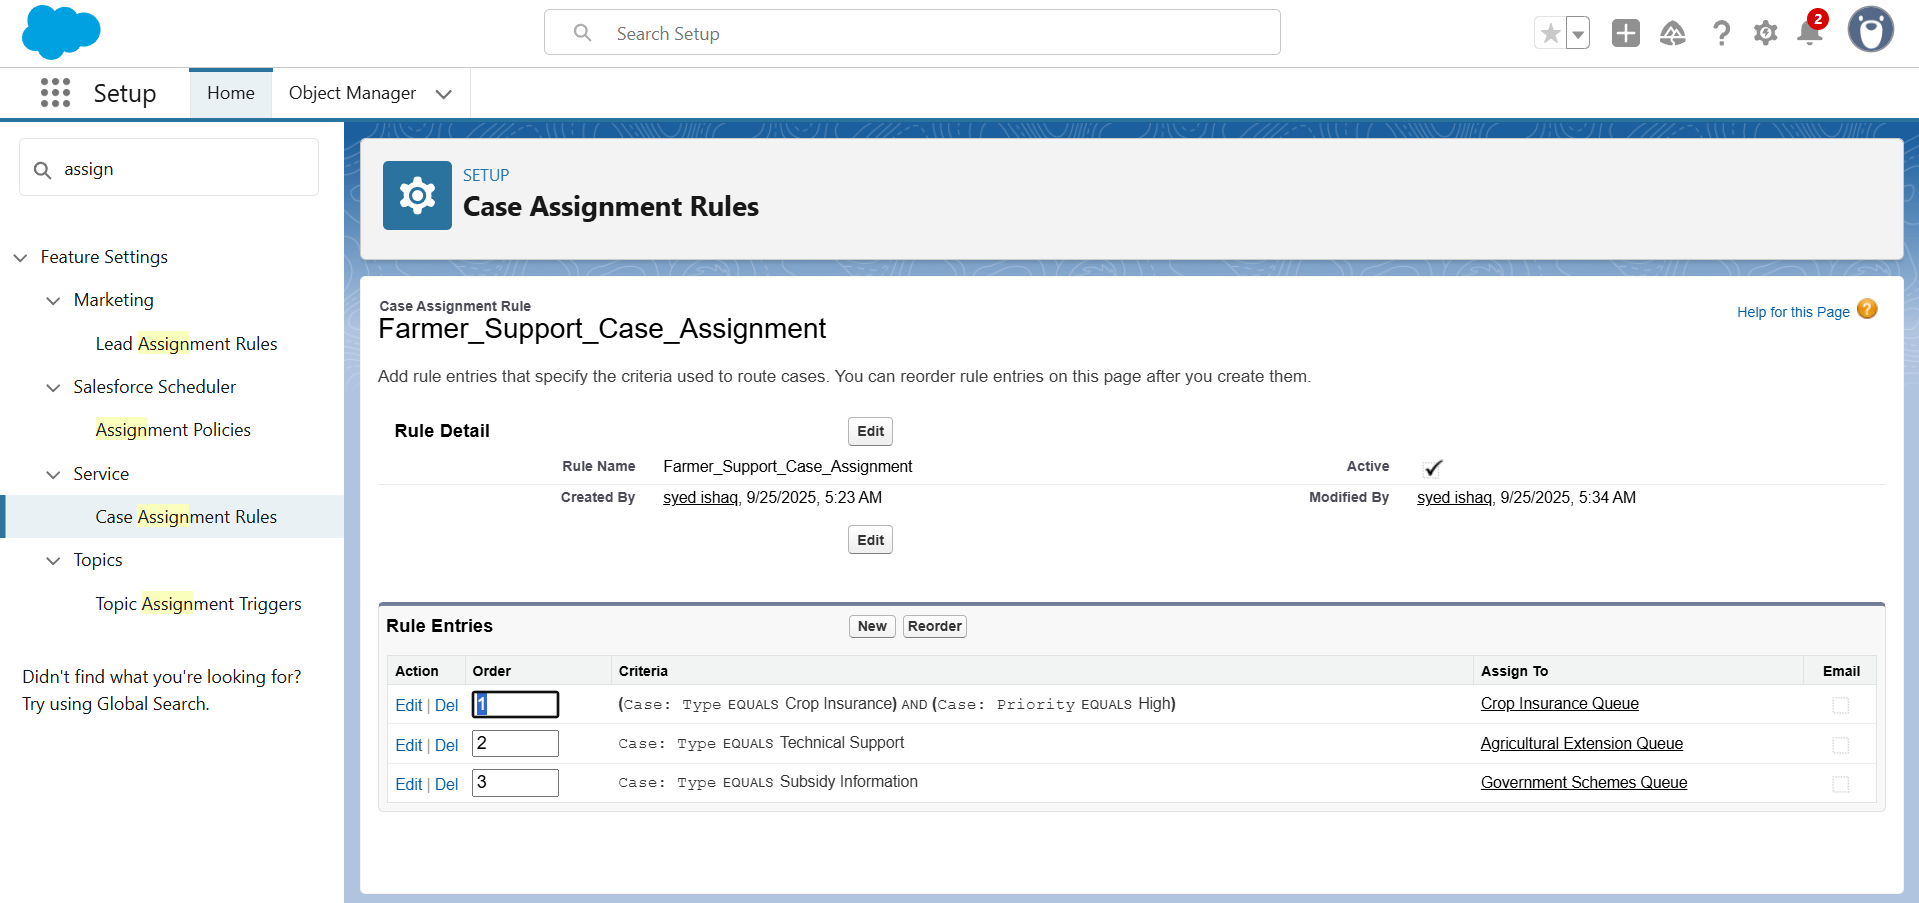 Search Setup
2
Setup
Home
Object Manager
assign
Feature Settings
Marketing
Lead Assignment Rules
Salesforce Scheduler
Assignment Policies
Service
Case Assignment Rules
Topics
Topic Assignment Triggers
Didn't find what you're looking for?
Try using Global Search.
SETUP
Case Assignment Rules
Case Assignment Rule
Farmer_Support_Case_Assignment
Help for this Page ?
Add rule entries that specify the criteria used to route cases. You can reorder rule entries on this page after you create them.
Rule Detail Edit
Rule Name Farmer_Support_Case_Assignment Active
Created By syed ishaq, 9/25/2025, 5:23 AM Modified By syed ishaq, 9/25/2025, 5:34 AM
Edit
Rule Entries New Reorder
Action Order Criteria Assign To Email
Edit | Del 1 (Case: Type EQUALS Crop Insurance) AND (Case: Priority EQUALS High) Crop Insurance Queue
Edit | Del 2 Case: Type EQUALS Technical Support Agricultural Extension Queue
Edit | Del 3 Case: Type EQUALS Subsidy Information Government Schemes Queue